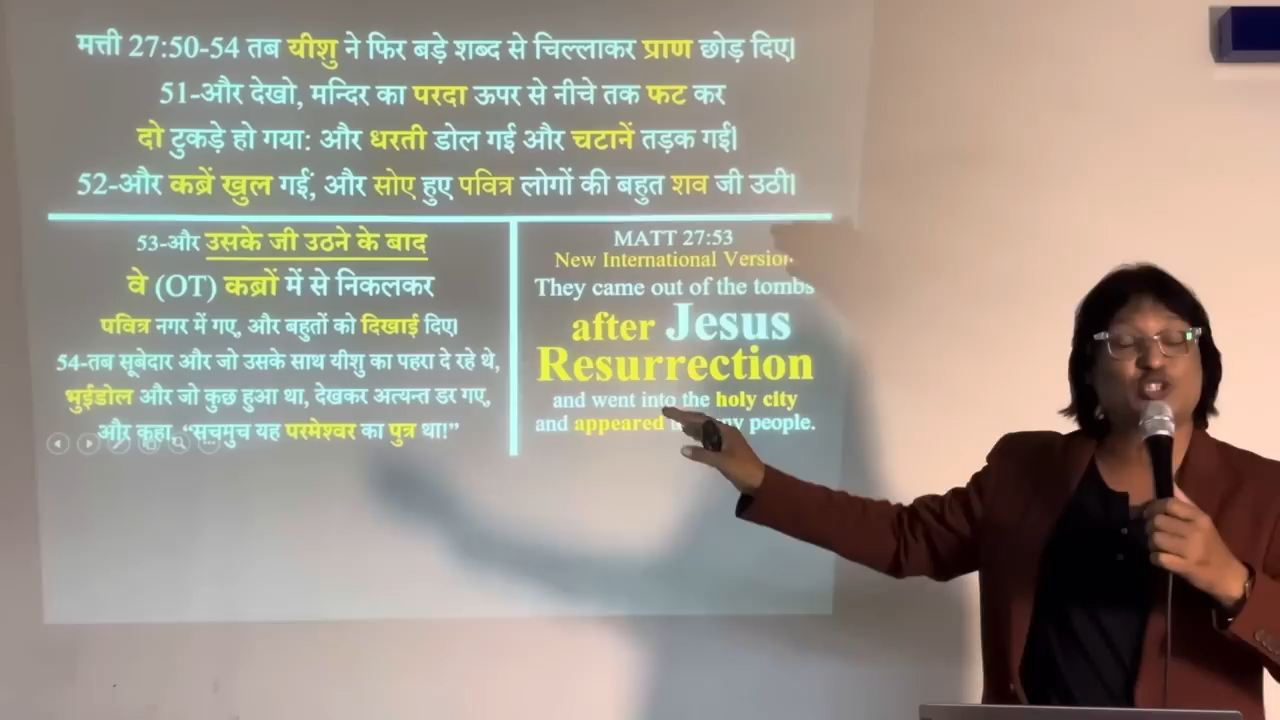 मत्ती 27:50-54 तब यीशु ने फिर बड़े शब्द से चिल्लाकर प्राण छोड़ दिए।
51-और देखो, मन्दिर का परदा ऊपर से नीचे तक फट कर
दो टुकड़े हो गया: और धरती डोल गई और चटानें तड़क गई।
52-और कब्रें खुल गईं; और सोए हुए पवित्र लोगों की बहुत शव जी उठी।
53-और उसके जी उठने के बाद
वे (OT) कब्रों में से निकलकर
पवित्र नगर में गए, और बहुतों को दिखाई दिए।
54-तब सूबेदार और जो उसके साथ यीशु का पहरा दे रहे थे,
भुईडोल और जो कुछ हुआ था, देखकर अत्यन्त डर गए,
और कहा, “सचमुच यह परमेश्वर का पुत्र था!”
MATT 27:53
New International Version
They came out of the tombs
after Jesus
Resurrection
and went into the holy city
and appeared people.